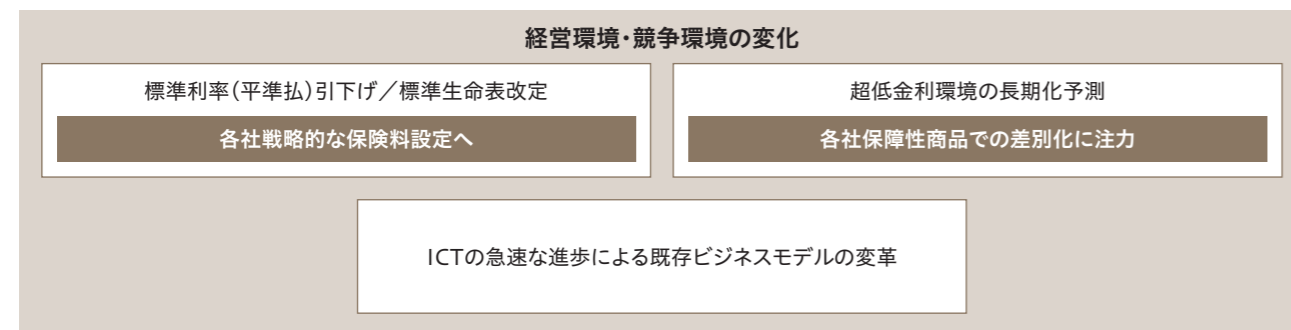 経営環境・競争環境の変化
標準利率(平準払)引下げ／標準生命表改定
各社戦略的な保険料設定へ
超低金利環境の長期化予測
各社保障性商品での差別化に注力
ICTの急速な進歩による既存ビジネスモデルの変革